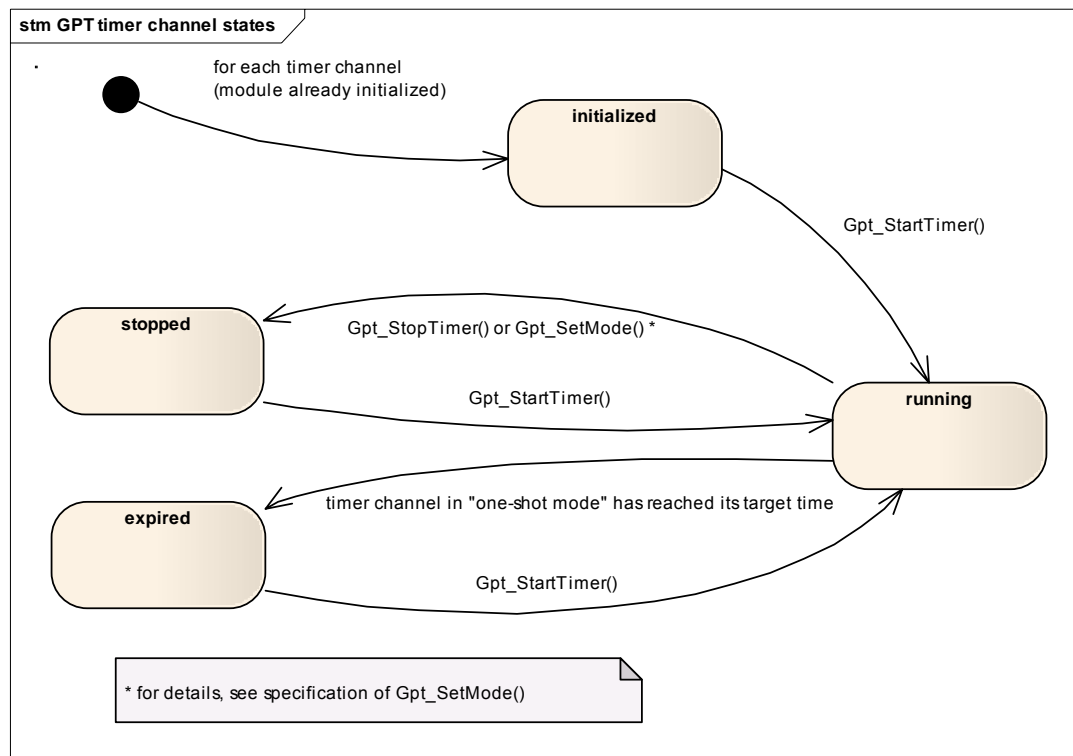 stm GPT timer channel states
for each timer channel
(module already initialized)
initialized
Gpt_StartTimer()
stopped
Gpt_StopTimer() or Gpt_SetMode() *
Gpt_StartTimer()
running
timer channel in "one-shot mode" has reached its target time
expired
Gpt_StartTimer()
* for details, see specification of Gpt_SetMode()